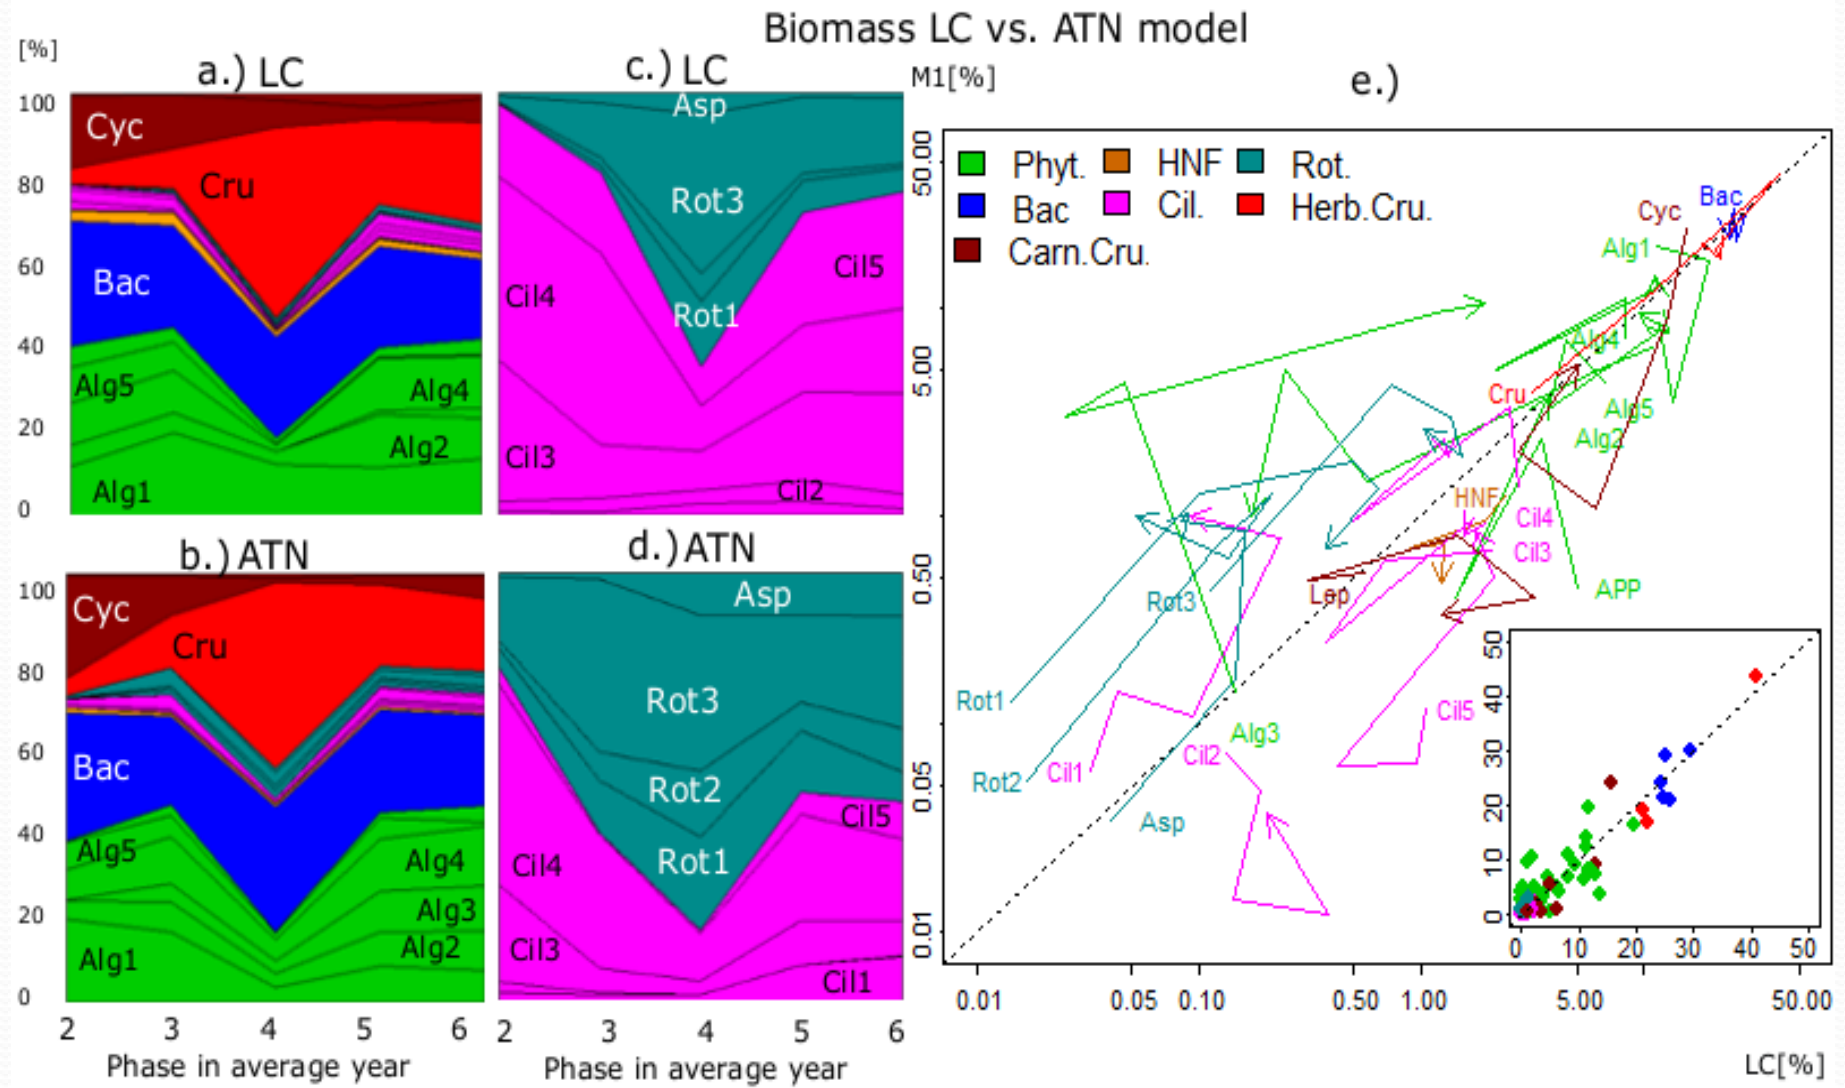 Biomass LC vs. ATN model
[%]
a.) LC
100
80
60
40
20
0
Cyc
Cru
Bac
Alg5
Alg4
Alg2
Alg1
c.) LC
Asp
Rot3
Rot1
Cil5
Cil4
Cil3
Cil2
b.) ATN
100
80
60
40
20
0
Cyc
Cru
Bac
Alg5
Alg4
Alg3
Alg2
Alg1
2 3 4 5 6
Phase in average year
d.) ATN
Asp
Rot3
Rot2
Rot1
Cil5
Cil4
Cil3
Cil1
2 3 4 5 6
Phase in average year
M1[%]
e.)
50.00
5.00
0.50
0.05
0.01
Phyt. HNF Rot.
Bac Cil. Herb.Cru.
Carn.Cru.
Bac
Cyc
Alg1
Alg4
Cru
Alg5
Alg2
HNF
Cil4
Cil3
APP
Lep
Rot3
Rot1
Cil5
Alg3
Cil2
Cil1
Rot2
Asp
50
40
30
20
10
0
0 10 20 30 40 50
0.01 0.05 0.10 0.50 1.00 5.00 50.00
LC[%]